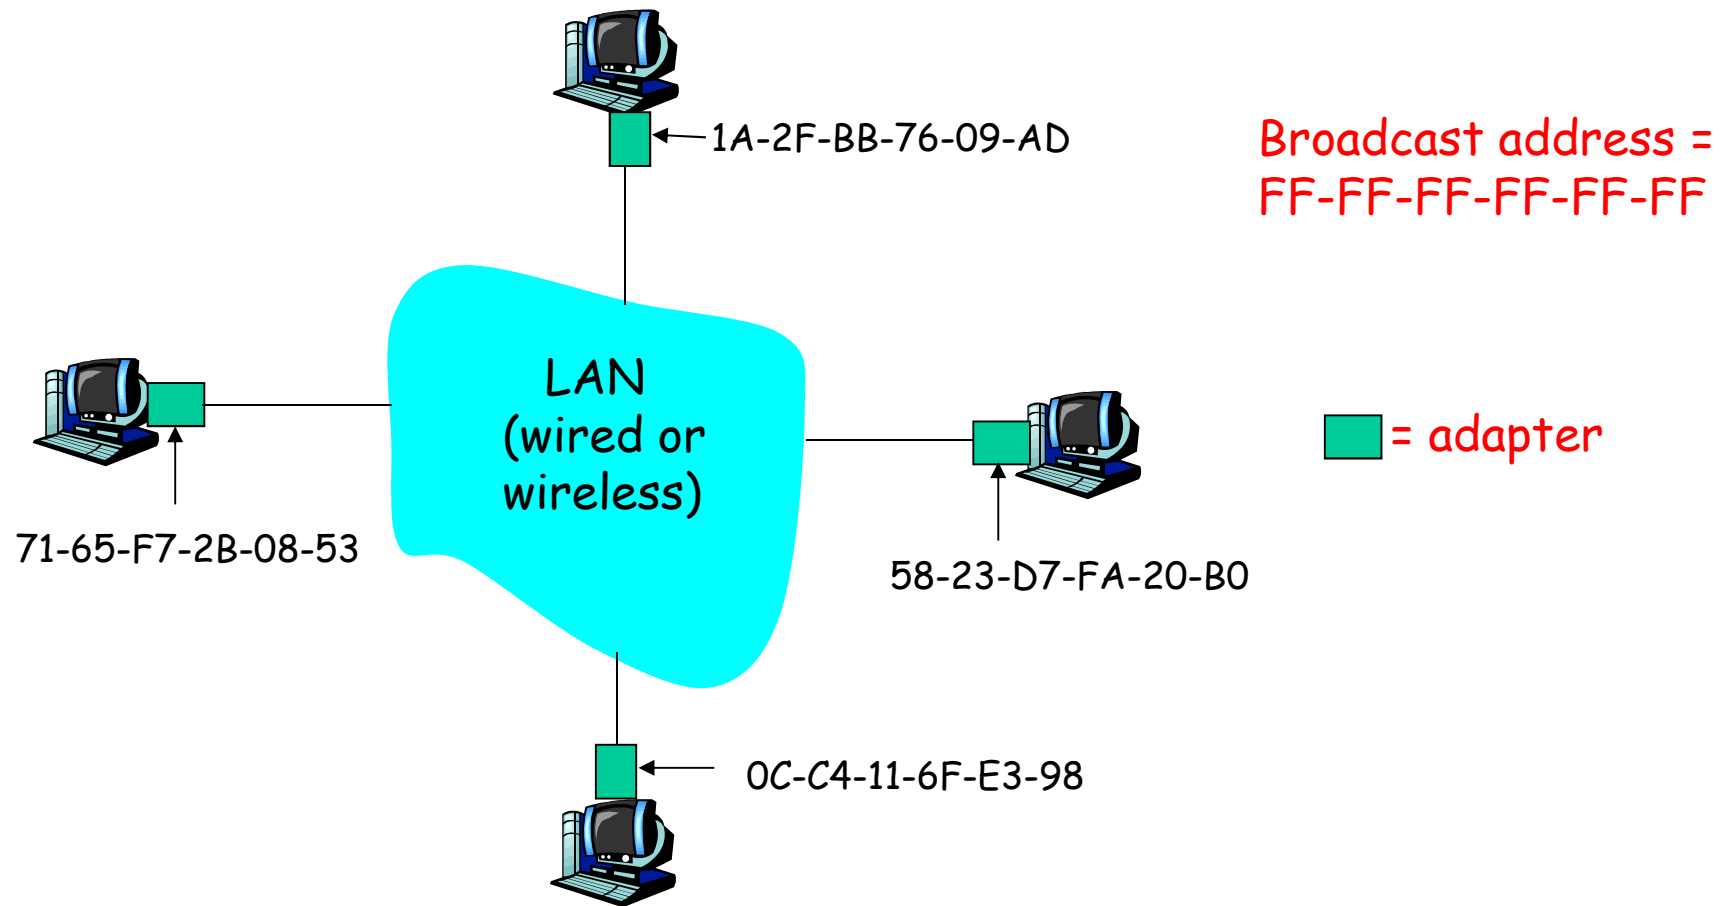 1A-2F-BB-76-09-AD
Broadcast address =
FF-FF-FF-FF-FF-FF
LAN
(wired or
wireless)
= adapter
71-65-F7-2B-08-53
58-23-D7-FA-20-B0
0C-C4-11-6F-E3-98